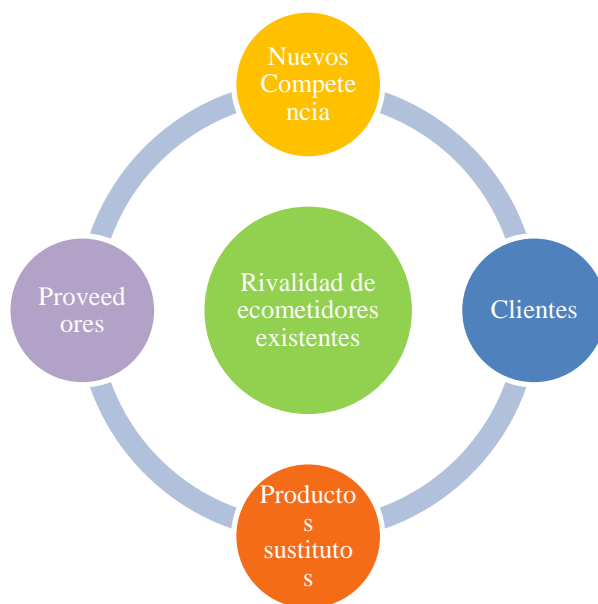 Nuevos
Compete
ncia
Proveed
ores
Rivalidad de
ecometidores
existentes
Clientes
Producto
s
sustituto
s